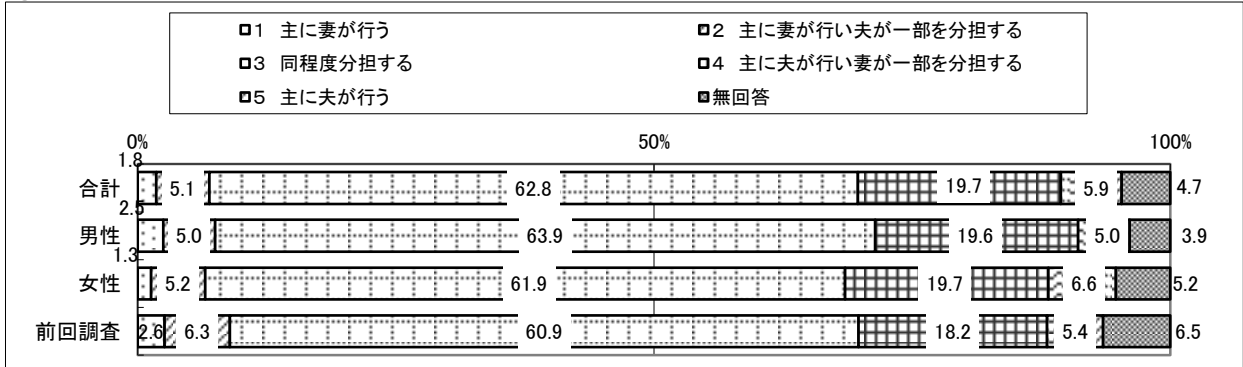 1 主に妻が行う 2 主に妻が行い夫が一部を分担する
3 同程度分担する 4 主に夫が行い妻が一部を分担する
5 主に夫が行う 無回答
0% 50% 100%
合計 1.8 5.1 62.8 19.7 5.9 4.7
男性 2.5 5.0 63.9 19.6 5.0 3.9
女性 1.3 5.2 61.9 19.7 6.6 5.2
前回調査 2.6 6.3 60.9 18.2 5.4 6.5